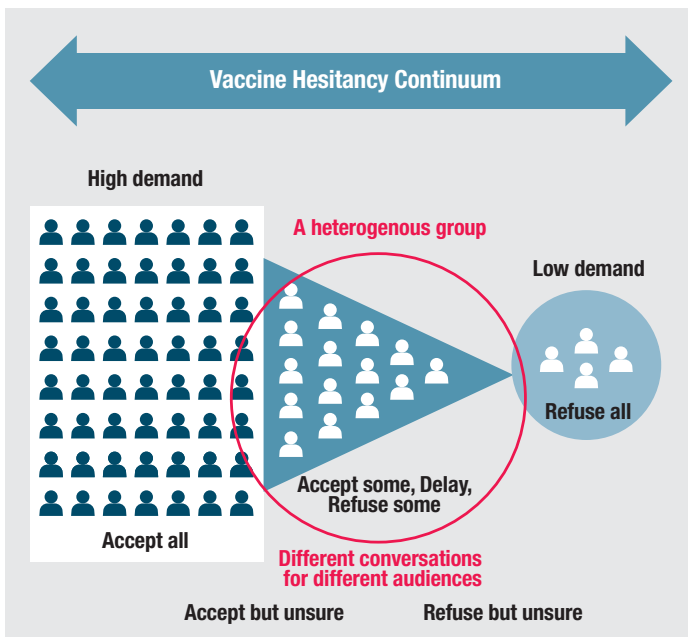 Vaccine Hesitancy Continuum
High demand
A heterogenous group
Low demand
Refuse all
Accept some, Delay,
Refuse some
Accept all
Different conversations
for different audiences
Accept but unsure
Refuse but unsure